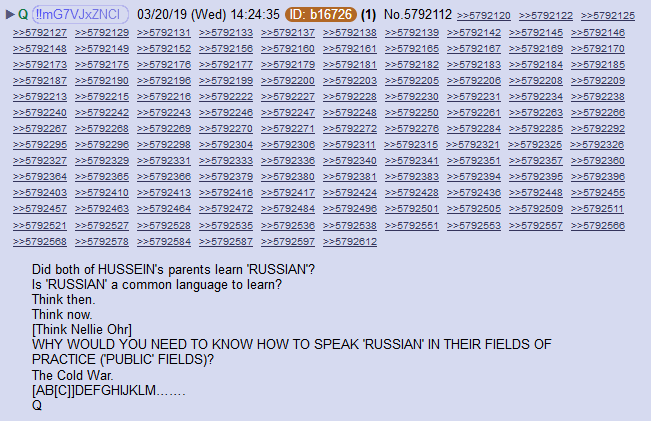 ▶ Q !!mG7VJxZNCI 03/20/19 (Wed) 14:24:35 ID: b16726 (1) No.5792112 >>5792120 >>5792122 >>5792125
>>5792127 >>5792129 >>5792131 >>5792133 >>5792137 >>5792138 >>5792139 >>5792142 >>5792145 >>5792146
>>5792148 >>5792149 >>5792152 >>5792156 >>5792160 >>5792161 >>5792165 >>5792167 >>5792169 >>5792170
>>5792173 >>5792175 >>5792176 >>5792177 >>5792179 >>5792181 >>5792182 >>5792183 >>5792184 >>5792185
>>5792187 >>5792190 >>5792196 >>5792199 >>5792200 >>5792203 >>5792205 >>5792206 >>5792208 >>5792209
>>5792213 >>5792215 >>5792216 >>5792222 >>5792227 >>5792228 >>5792230 >>5792231 >>5792234 >>5792238
>>5792240 >>5792242 >>5792243 >>5792246 >>5792247 >>5792248 >>5792250 >>5792261 >>5792263 >>5792266
>>5792267 >>5792268 >>5792269 >>5792270 >>5792271 >>5792272 >>5792276 >>5792284 >>5792285 >>5792292
>>5792295 >>5792296 >>5792298 >>5792304 >>5792306 >>5792311 >>5792315 >>5792321 >>5792325 >>5792326
>>5792327 >>5792329 >>5792331 >>5792333 >>5792336 >>5792340 >>5792341 >>5792351 >>5792357 >>5792360
>>5792364 >>5792365 >>5792366 >>5792379 >>5792380 >>5792381 >>5792383 >>5792394 >>5792395 >>5792396
>>5792403 >>5792410 >>5792413 >>5792416 >>5792417 >>5792424 >>5792428 >>5792436 >>5792448 >>5792455
>>5792457 >>5792463 >>5792464 >>5792472 >>5792484 >>5792496 >>5792501 >>5792505 >>5792509 >>5792511
>>5792521 >>5792527 >>5792528 >>5792535 >>5792536 >>5792538 >>5792551 >>5792553 >>5792557 >>5792566
>>5792568 >>5792578 >>5792584 >>5792587 >>5792597 >>5792612
Did both of HUSSEIN's parents learn 'RUSSIAN'?
Is 'RUSSIAN' a common language to learn?
Think then.
Think now.
[Think Nellie Ohr]
WHY WOULD YOU NEED TO KNOW HOW TO SPEAK 'RUSSIAN' IN THEIR FIELDS OF
PRACTICE ('PUBLIC' FIELDS)?
The Cold War.
[AB[C]]DEFGHIJKLM…….
Q